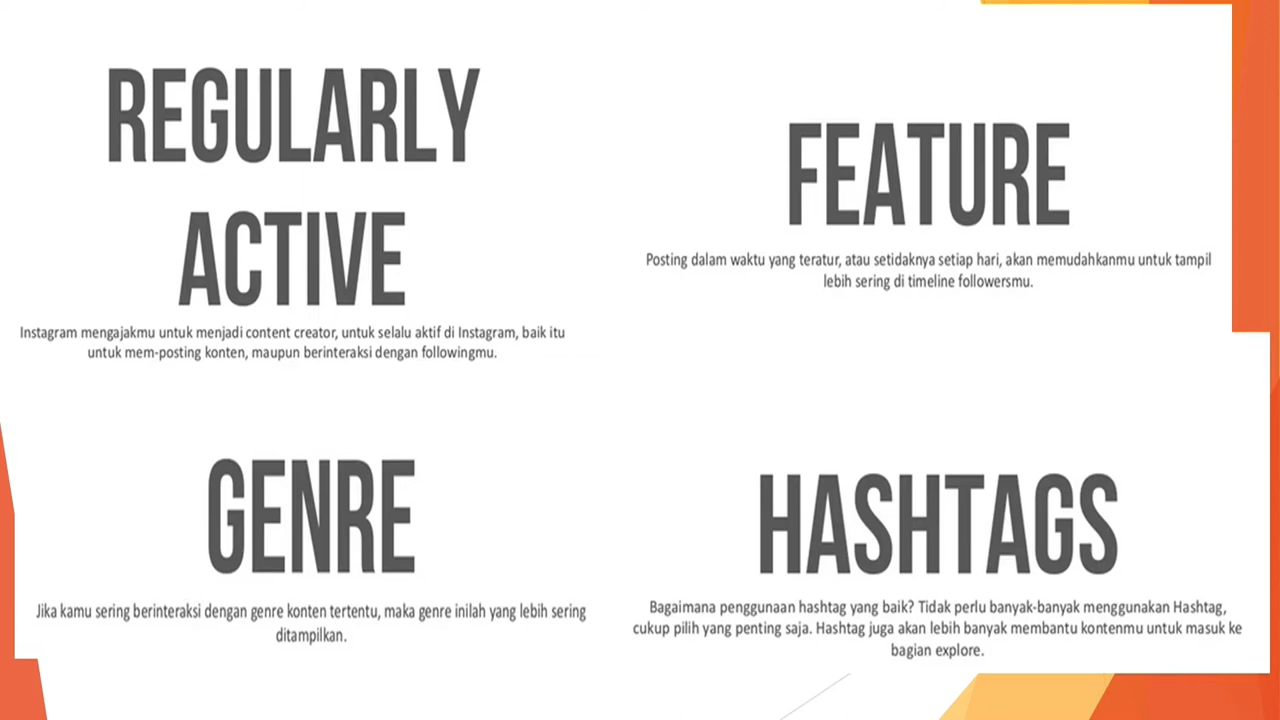 REGULARLY
ACTIVE
Instagram mengajakmu untuk menjadi content creator, untuk selalu aktif di Instagram, baik itu
untuk mem-posting konten, maupun berinteraksi dengan followingmu.
FEATURE
Posting dalam waktu yang teratur, atau setidaknya setiap hari, akan memudahkanmu untuk tampil
lebih sering di timeline followersmu.
GENRE
Jika kamu sering berinteraksi dengan genre konten tertentu, maka genre inilah yang lebih sering
ditampilkan.
HASHTAGS
Bagaimana penggunaan hashtag yang baik? Tidak perlu banyak-banyak menggunakan Hashtag,
cukup pilih yang penting saja. Hashtag juga akan lebih banyak membantu kontenmu untuk masuk ke
bagian explore.